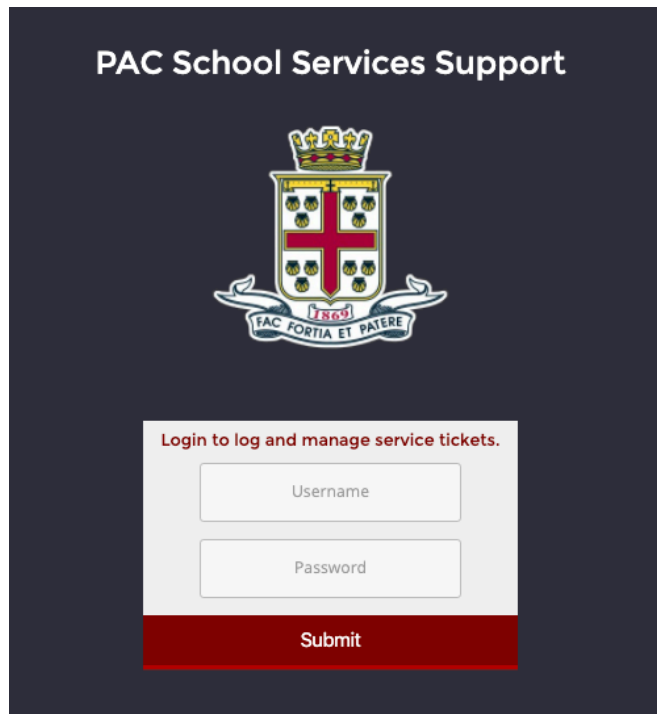 PAC School Services Support
1869
FAC FORTIA ET PATERE
Login to log and manage service tickets.
Username
Password
Submit